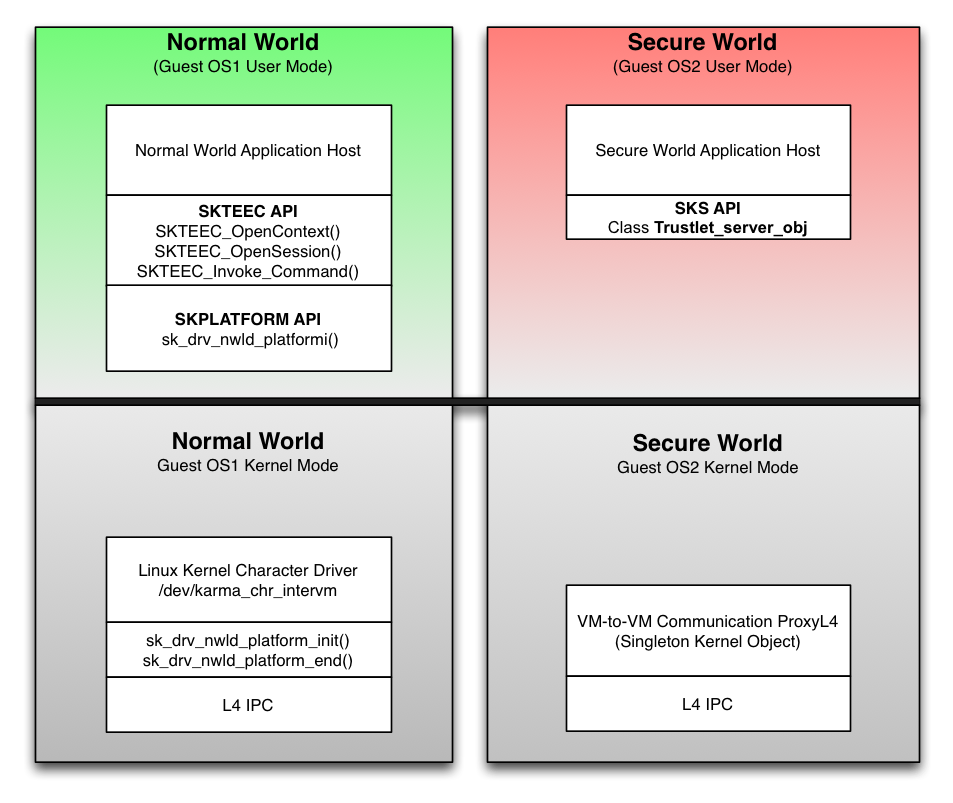 Normal World
(Guest OS1 User Mode)
Normal World Application Host
SKTEEC API
SKTEEC_OpenContext()
SKTEEC_OpenSession()
SKTEEC_Invoke_Command()
SKPLATFORM API
sk_drv_nwld_platformi()
Secure World
(Guest OS2 User Mode)
Secure World Application Host
SKS API
Class Trustlet_server_obj
Normal World
Guest OS1 Kernel Mode
Linux Kernel Character Driver
/dev/karma_chr_intervm
sk_drv_nwld_platform_init()
sk_drv_nwld_platform_end()
L4 IPC
Secure World
Guest OS2 Kernel Mode
VM-to-VM Communication ProxyL4
(Singleton Kernel Object)
L4 IPC